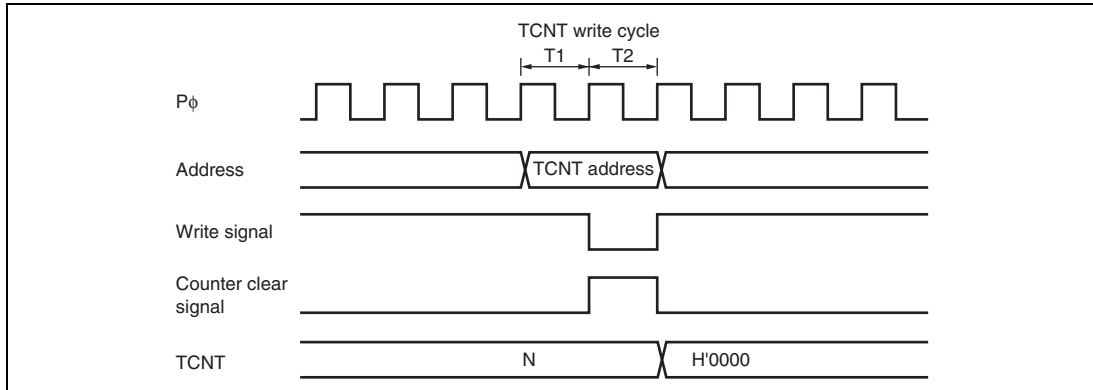 TCNT write cycle
T1 T2
Pϕ
Address
TCNT address
Write signal
Counter clear
signal
TCNT
N
H'0000